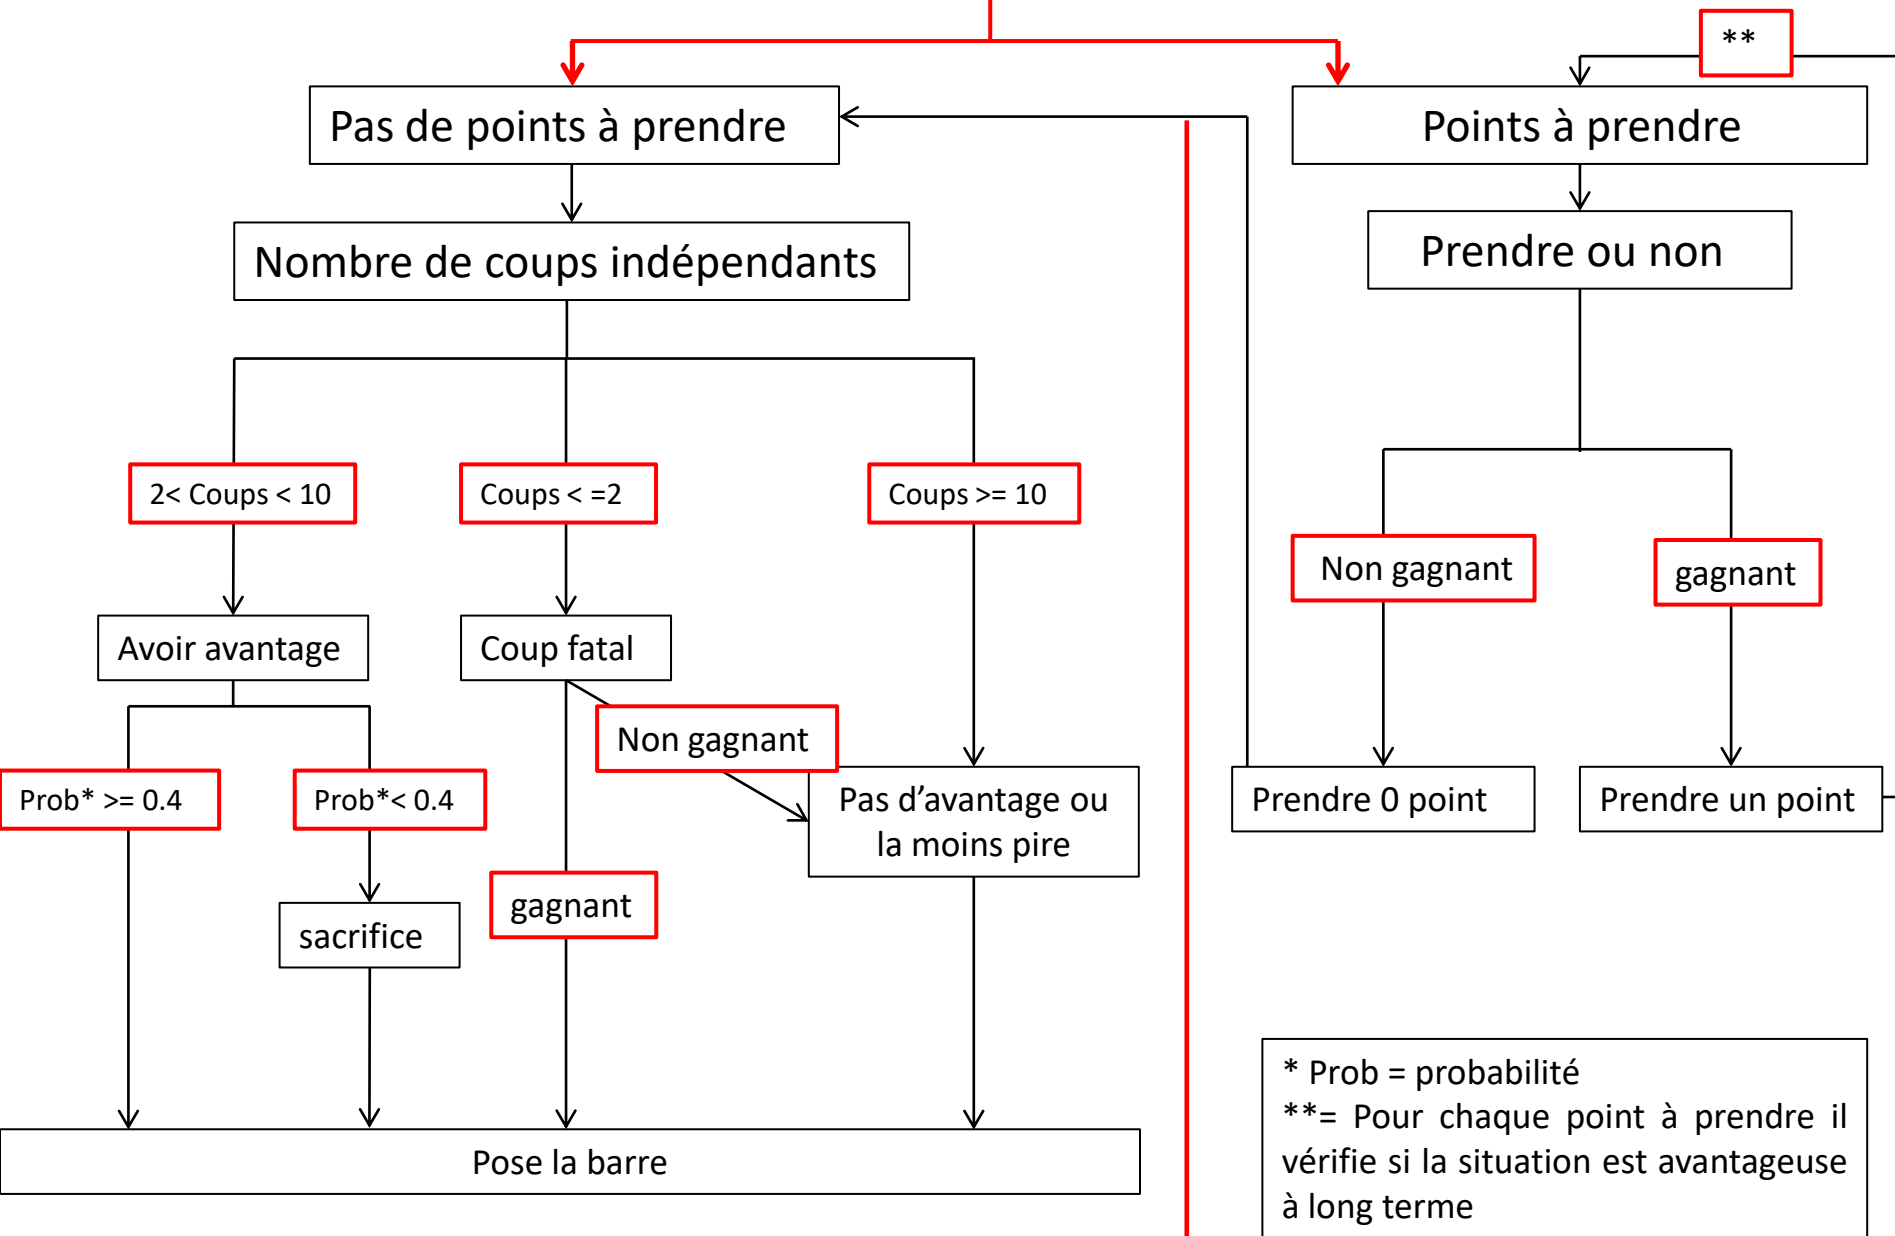 **
Pas de points à prendre
Points à prendre
Nombre de coups indépendants
Prendre ou non
2< Coups < 10
Coups < =2
Coups >= 10
Non gagnant
gagnant
Avoir avantage
Coup fatal
Non gagnant
Prob* >= 0.4
Prob*< 0.4
Pas d’avantage ou
la moins pire
Prendre 0 point
Prendre un point
gagnant
sacrifice
Pose la barre
* Prob = probabilité
**= Pour chaque point à prendre il
vérifie si la situation est avantageuse
à long terme